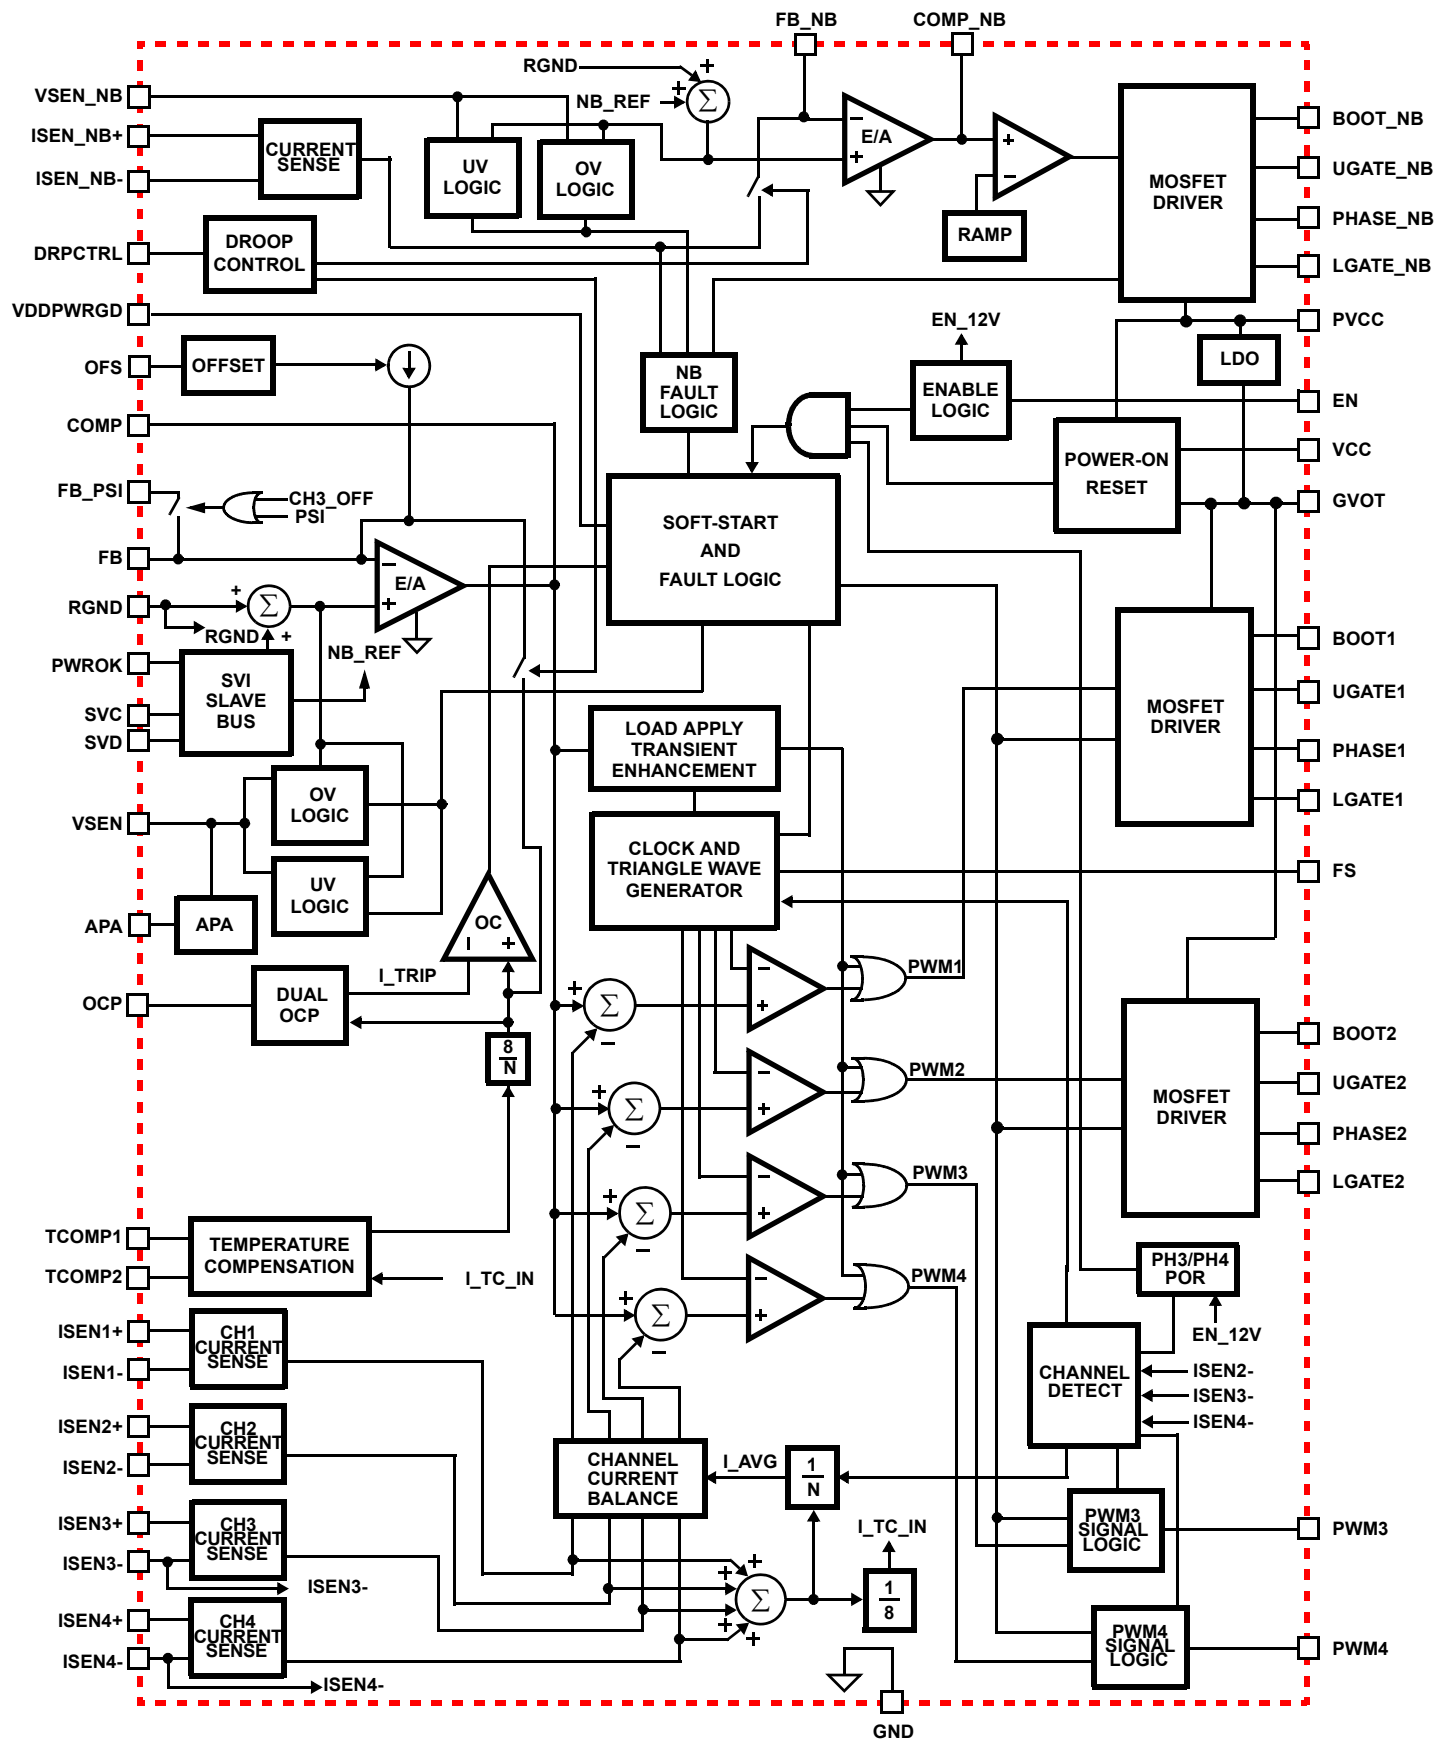 FB_NB
COMP_NB
RGND
+
NB_REF
+
Σ
VSEN_NB
ISEN_NB+
ISEN_NB-
CURRENT
SENSE
UV
LOGIC
OV
LOGIC
−
E/A
+
+
−
RAMP
MOSFET
DRIVER
BOOT_NB
UGATE_NB
PHASE_NB
LGATE_NB
DRPCTRL
DROOP
CONTROL
VDDPWRGD
PVCC
LDO
EN_12V
OFS
OFFSET
NB
FAULT
LOGIC
ENABLE
LOGIC
EN
COMP
POWER-ON
RESET
VCC
GVOT
FB_PSI
CH3_OFF
PSI
SOFT-START
AND
FAULT LOGIC
FB
−
E/A
+
RGND
+
Σ
RGND
+
PWROK
SVC
SVD
SVI
SLAVE
BUS
NB_REF
MOSFET
DRIVER
BOOT1
UGATE1
PHASE1
LGATE1
LOAD APPLY
TRANSIENT
ENHANCEMENT
OV
LOGIC
VSEN
UV
LOGIC
CLOCK AND
TRIANGLE WAVE
GENERATOR
FS
APA
APA
OC
−
+
I_TRIP
OCP
DUAL
OCP
8
N
+
Σ
−
−
+
PWM1
+
Σ
−
−
+
PWM2
MOSFET
DRIVER
BOOT2
UGATE2
PHASE2
LGATE2
+
Σ
−
−
+
PWM3
+
Σ
−
−
+
PWM4
TCOMP1
TCOMP2
TEMPERATURE
COMPENSATION
I_TC_IN
PH3/PH4
POR
EN_12V
ISEN1+
ISEN1-
CH1
CURRENT
SENSE
CHANNEL
DETECT
ISEN2-
ISEN3-
ISEN4-
ISEN2+
ISEN2-
CH2
CURRENT
SENSE
CHANNEL
CURRENT
BALANCE
I_AVG
1
N
ISEN3+
ISEN3-
CH3
CURRENT
SENSE
ISEN3-
I_TC_IN
1
8
+
+
+
+
Σ
PWM3
SIGNAL
LOGIC
PWM3
ISEN4+
ISEN4-
CH4
CURRENT
SENSE
ISEN4-
PWM4
SIGNAL
LOGIC
PWM4
GND